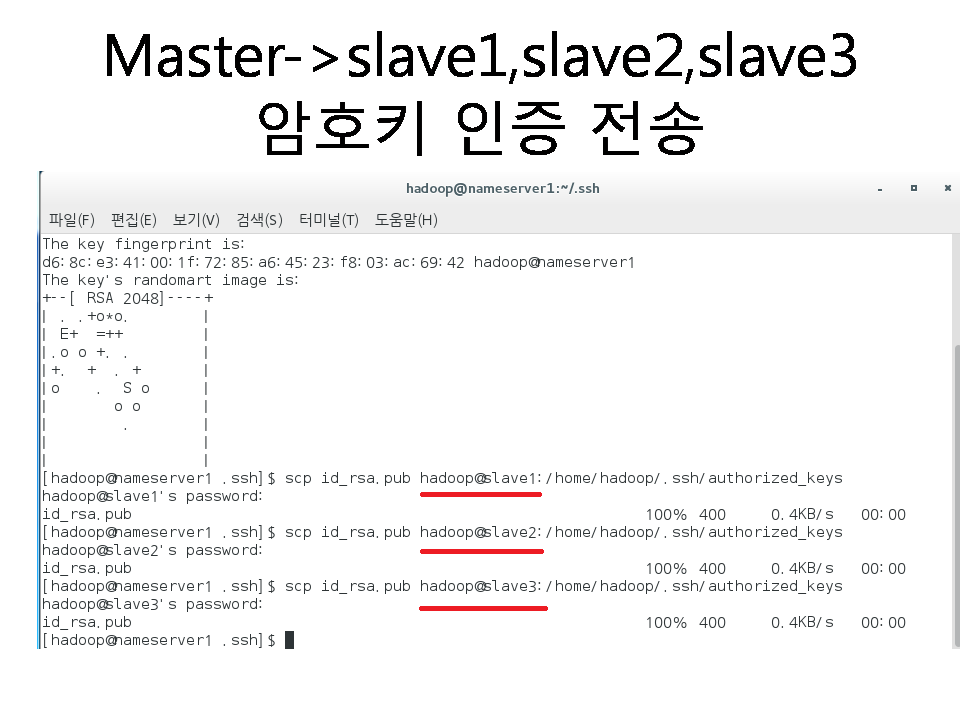 Master->slave1,slave2,slave3
암호키 인증 전송
hadoop@nameserver1:~/.ssh
파일(F) 편집(E) 보기(V) 검색(S) 터미널(T) 도움말(H)
The key fingerprint is:
d6:8c:e3:41:00:1f:72:85:a6:45:23:f8:03:ac:69:42 hadoop@nameserver1
The key's randomart image is:
+--[ RSA 2048]----+
|  . .+o*o.       |
|  E+  =++        |
|.o o +. .        |
|+.  +  . +       |
|o    .  S o      |
|       o o       |
|        .        |
|                 |
|                 |
[hadoop@nameserver1 .ssh]$ scp id_rsa.pub hadoop@slave1:/home/hadoop/.ssh/authorized_keys
hadoop@slave1's password:
id_rsa.pub 100% 400 0.4KB/s 00:00
[hadoop@nameserver1 .ssh]$ scp id_rsa.pub hadoop@slave2:/home/hadoop/.ssh/authorized_keys
hadoop@slave2's password:
id_rsa.pub 100% 400 0.4KB/s 00:00
[hadoop@nameserver1 .ssh]$ scp id_rsa.pub hadoop@slave3:/home/hadoop/.ssh/authorized_keys
hadoop@slave3's password:
id_rsa.pub 100% 400 0.4KB/s 00:00
[hadoop@nameserver1 .ssh]$